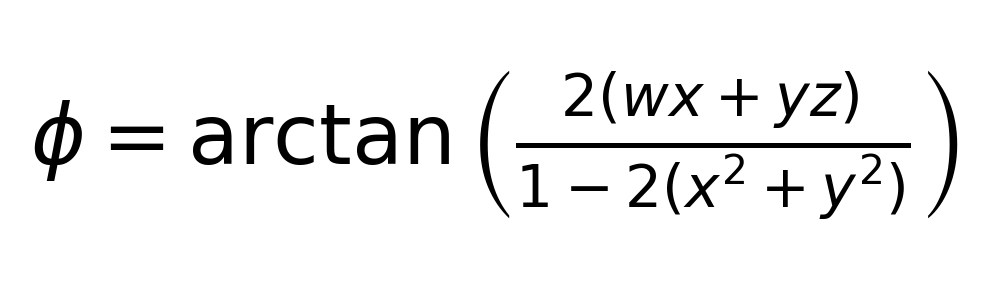 ϕ = arctan ( 2(wx + yz) / 1 − 2(x² + y²) )